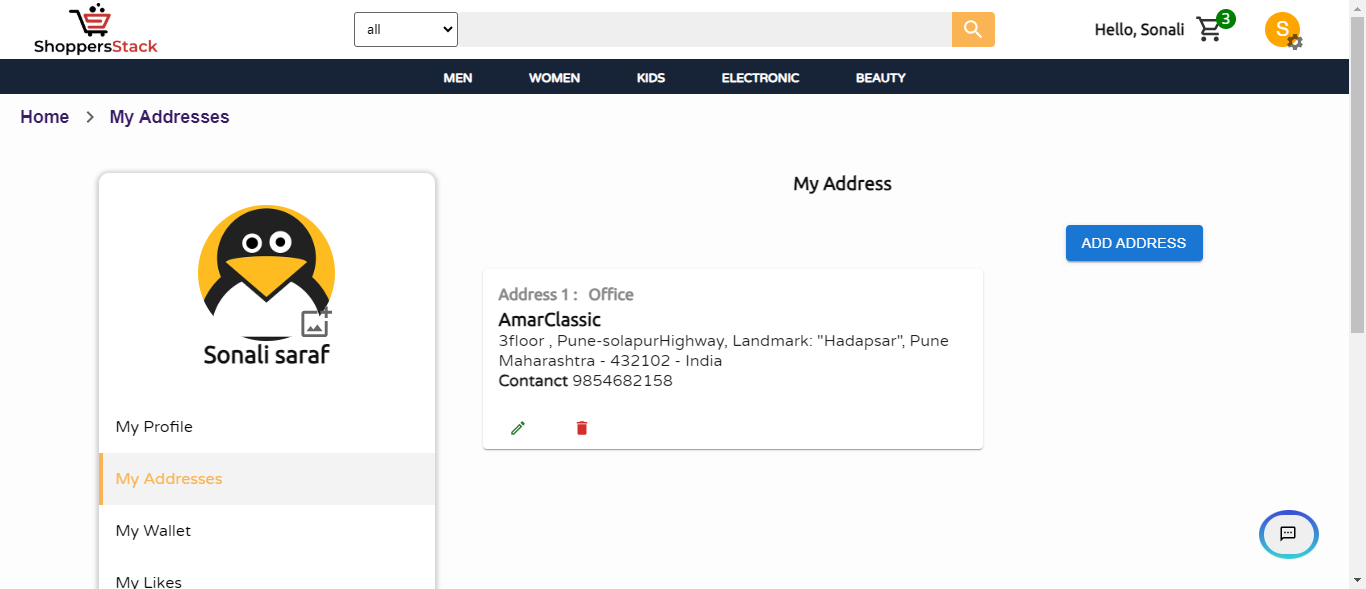 ShoppersStack
all
Hello, Sonali
3
S
MEN WOMEN KIDS ELECTRONIC BEAUTY
Home > My Addresses
My Address
ADD ADDRESS
Sonali saraf
My Profile
My Addresses
My Wallet
My Likes
Address 1 : Office
AmarClassic
3floor , Pune-solapurHighway, Landmark: "Hadapsar", Pune
Maharashtra - 432102 - India
Contanct 9854682158